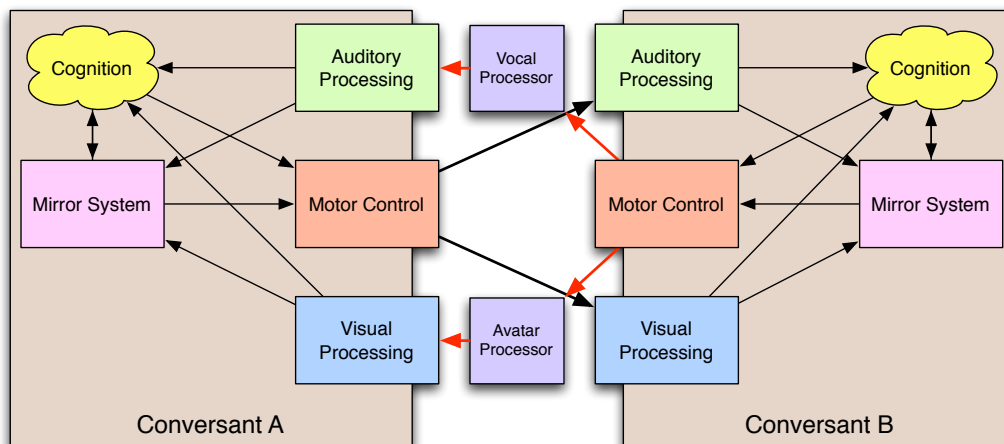 Cognition
Auditory
Processing
Vocal
Processor
Auditory
Processing
Cognition
Mirror System
Motor Control
Motor Control
Mirror System
Visual
Processing
Avatar
Processor
Visual
Processing
Conversant A
Conversant B